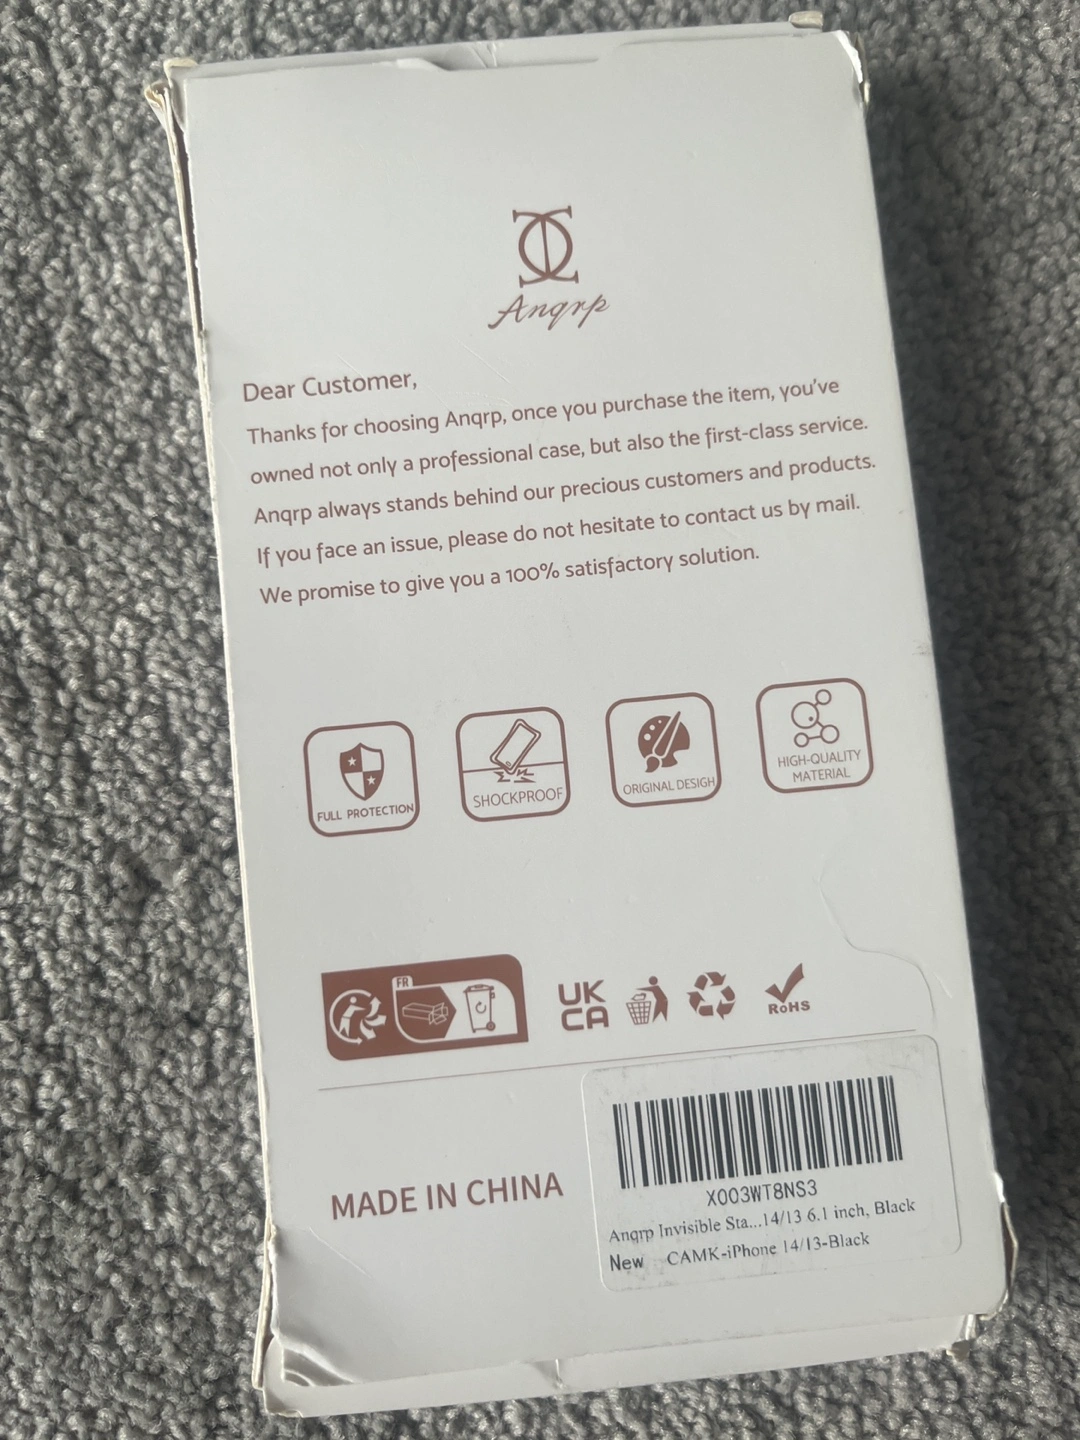 Anqrp
Dear Customer,
Thanks for choosing Anqrp, once you purchase the item, you've
owned not only a professional case, but also the first-class service.
Anqrp always stands behind our precious customers and products.
If you face an issue, please do not hesitate to contact us by mail.
We promise to give you a 100% satisfactory solution.
FULL PROTECTION
SHOCKPROOF
ORIGINAL DESIGH
HIGH-QUALITY
MATERIAL
FR
UK
CA
RoHS
MADE IN CHINA
X003WT8NS3
Anqrp Invisible Sta...14/13 6.1 inch, Black
New CAMK-iPhone 14/13-Black